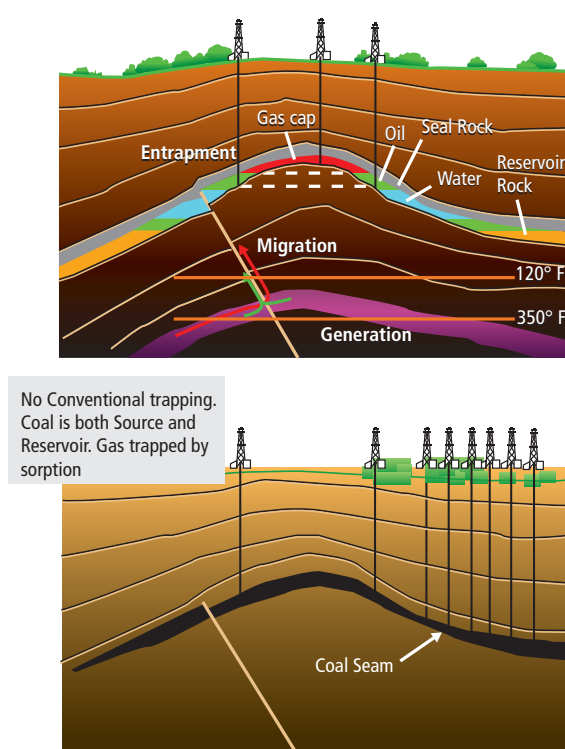 Gas cap
Oil
Seal Rock
Entrapment
Reservoir
Rock
Water
Migration
120° F
350° F
Generation
No Conventional trapping.
Coal is both Source and
Reservoir. Gas trapped by
sorption
Coal Seam